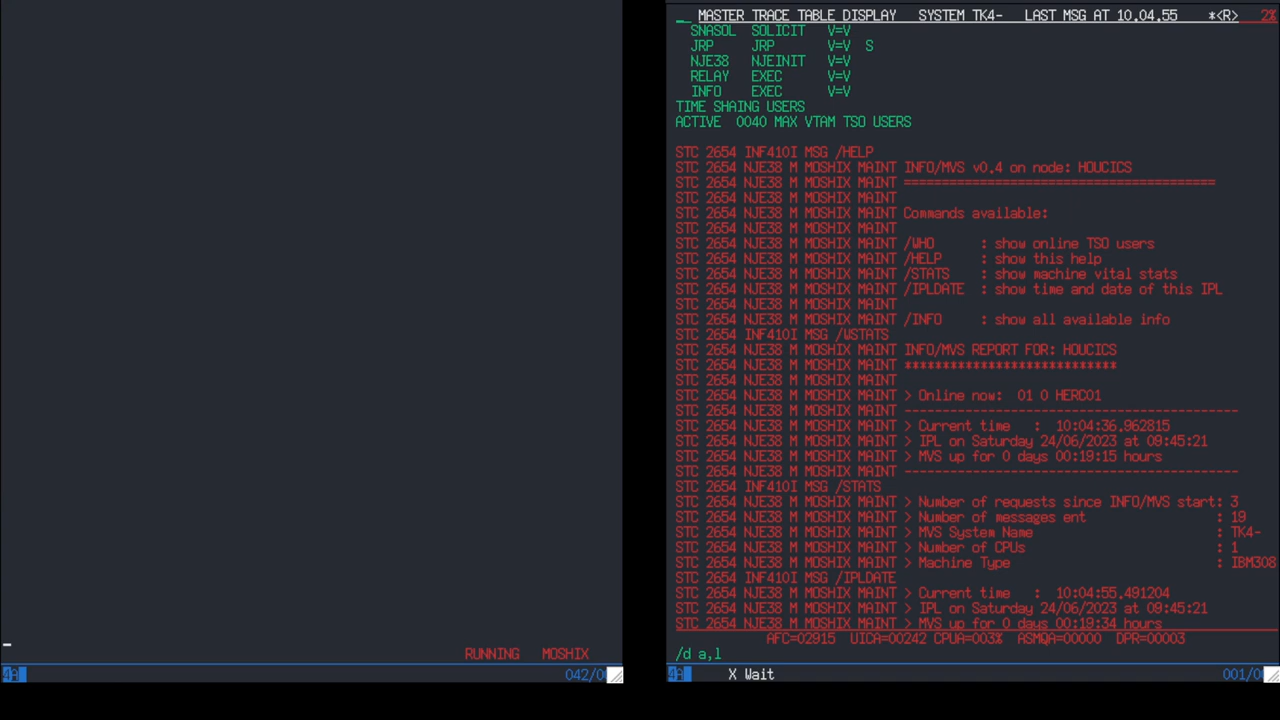 RUNNING   MOSHIX
4A
042/0
MASTER TRACE TABLE DISPLAY   SYSTEM TK4-   LAST MSG AT 10.04.55    *<R>   2%
SNASOL  SOLICIT   V=V
JRP     JRP       V=V  S
NJE38   NJEINIT   V=V
RELAY   EXEC      V=V
INFO    EXEC      V=V
TIME SHAING USERS
ACTIVE  0040 MAX VTAM TSO USERS
STC 2654 INF410I MSG /HELP
STC 2654 NJE38 M MOSHIX MAINT INFO/MVS v0.4 on node: HOUCICS
STC 2654 NJE38 M MOSHIX MAINT =========================================
STC 2654 NJE38 M MOSHIX MAINT
STC 2654 NJE38 M MOSHIX MAINT Commands available:
STC 2654 NJE38 M MOSHIX MAINT
STC 2654 NJE38 M MOSHIX MAINT /WHO      : show online TSO users
STC 2654 NJE38 M MOSHIX MAINT /HELP     : show this help
STC 2654 NJE38 M MOSHIX MAINT /STATS    : show machine vital stats
STC 2654 NJE38 M MOSHIX MAINT /IPLDATE  : show time and date of this IPL
STC 2654 NJE38 M MOSHIX MAINT
STC 2654 NJE38 M MOSHIX MAINT /INFO     : show all available info
STC 2654 INF410I MSG /WSTATS
STC 2654 NJE38 M MOSHIX MAINT INFO/MVS REPORT FOR: HOUCICS
STC 2654 NJE38 M MOSHIX MAINT ****************************
STC 2654 NJE38 M MOSHIX MAINT
STC 2654 NJE38 M MOSHIX MAINT > Online now:  01 0 HERC01
STC 2654 NJE38 M MOSHIX MAINT --------------------------------------------
STC 2654 NJE38 M MOSHIX MAINT > Current time   :  10:04:36.962815
STC 2654 NJE38 M MOSHIX MAINT > IPL on Saturday 24/06/2023 at 09:45:21
STC 2654 NJE38 M MOSHIX MAINT > MVS up for 0 days 00:19:15 hours
STC 2654 NJE38 M MOSHIX MAINT --------------------------------------------
STC 2654 INF410I MSG /STATS
STC 2654 NJE38 M MOSHIX MAINT > Number of requests since INFO/MVS start: 3
STC 2654 NJE38 M MOSHIX MAINT > Number of messages ent                 : 19
STC 2654 NJE38 M MOSHIX MAINT > MVS System Name                        : TK4-
STC 2654 NJE38 M MOSHIX MAINT > Number of CPUs                         : 1
STC 2654 NJE38 M MOSHIX MAINT > Machine Type                           : IBM308
STC 2654 INF410I MSG /IPLDATE
STC 2654 NJE38 M MOSHIX MAINT > Current time   :  10:04:55.491204
STC 2654 NJE38 M MOSHIX MAINT > IPL on Saturday 24/06/2023 at 09:45:21
STC 2654 NJE38 M MOSHIX MAINT > MVS up for 0 days 00:19:34 hours
AFC=02915  UICA=00242 CPUA=003%  ASMQA=00000  DPR=00003
/d a,l
4A     X Wait     001/0